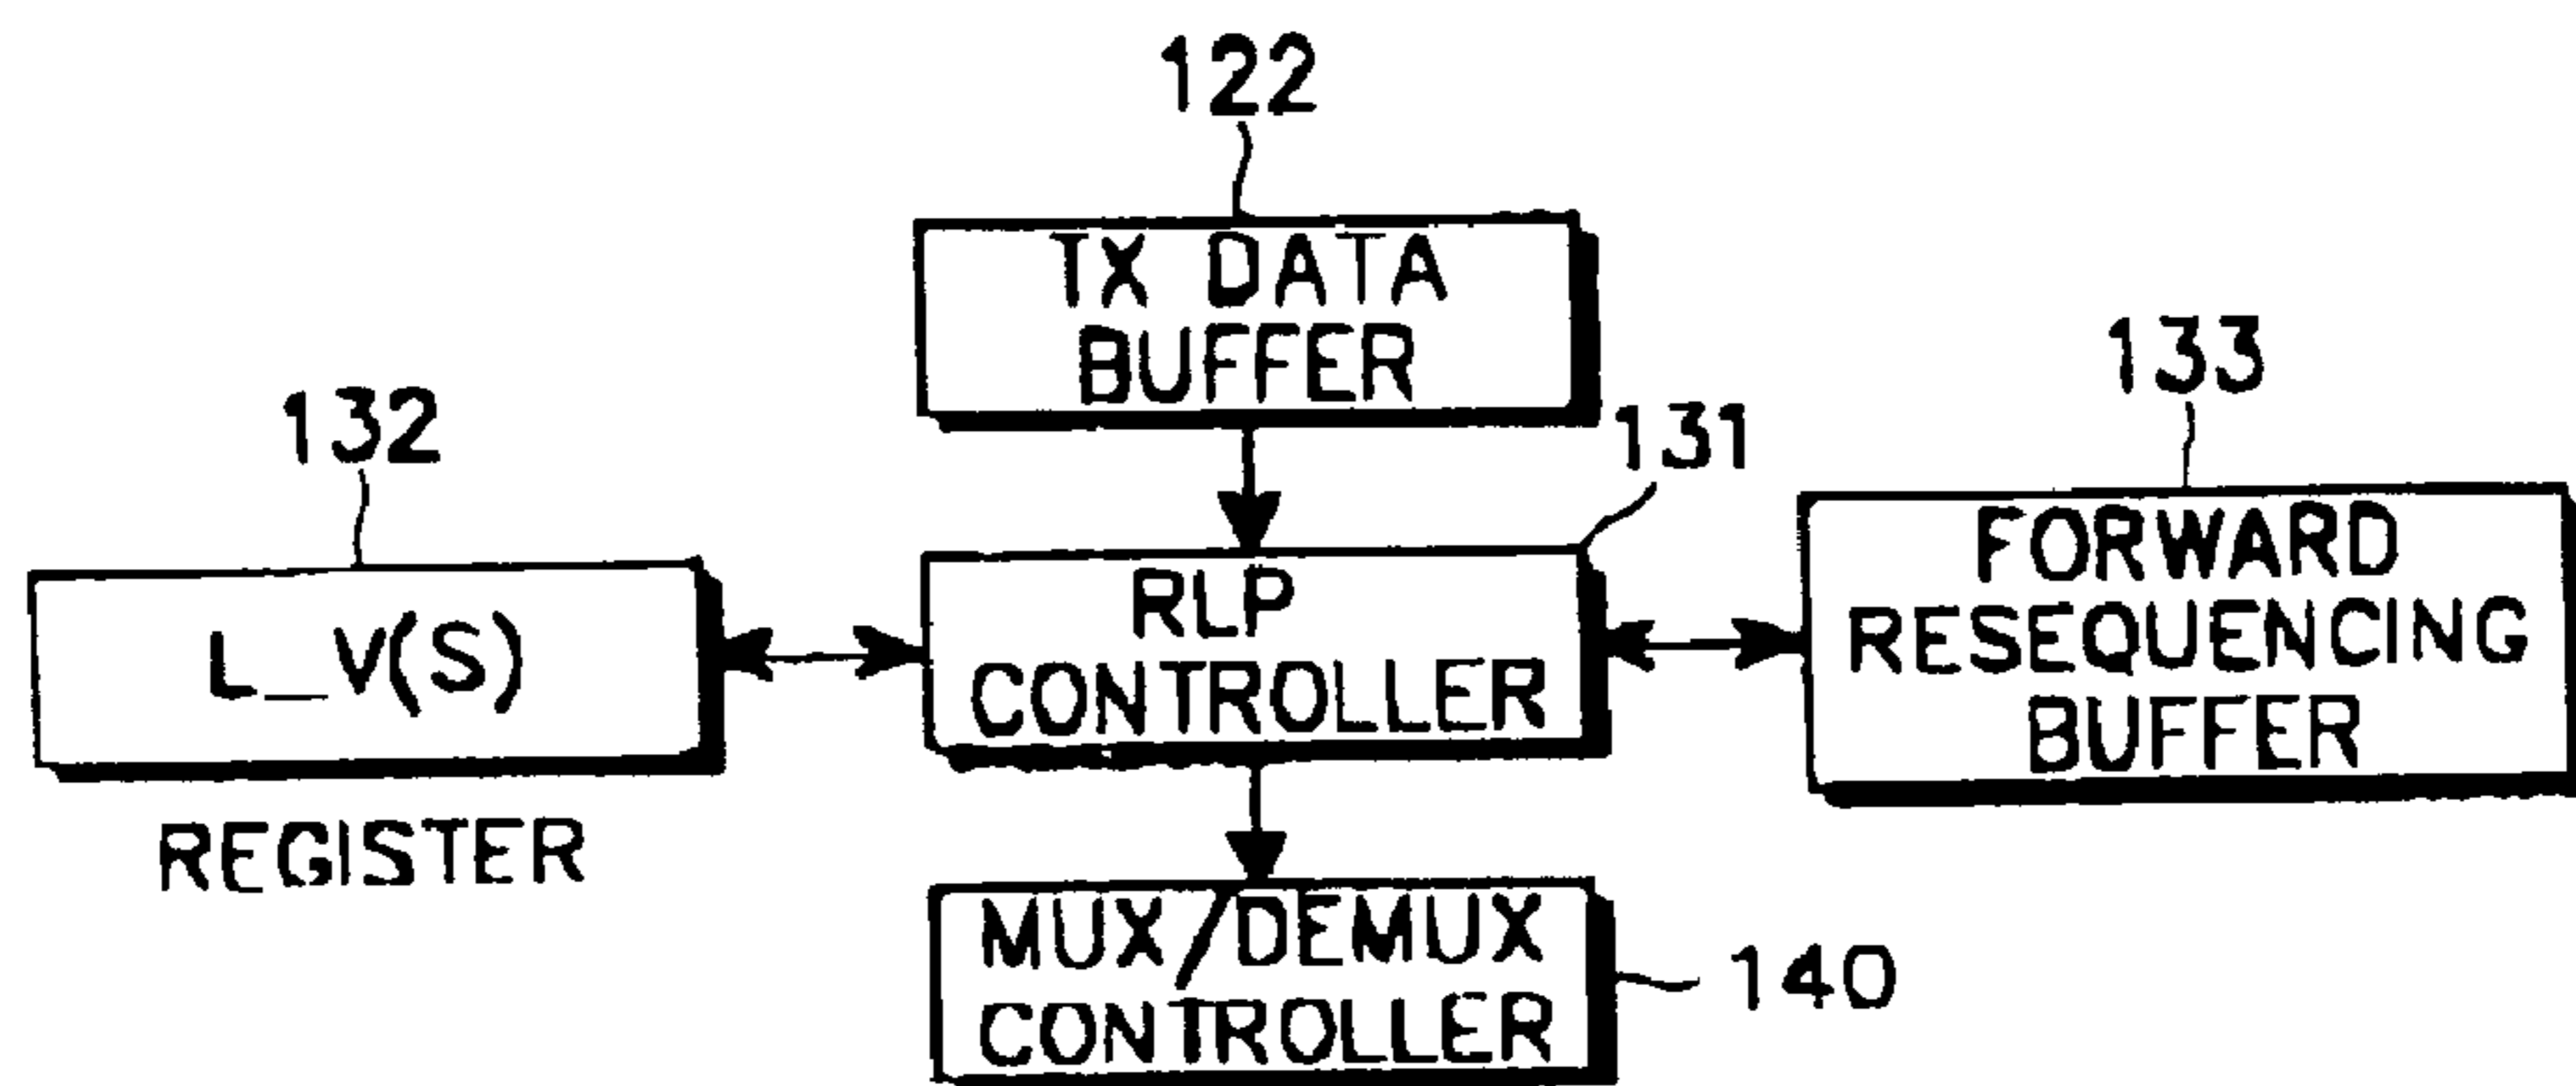 122
TX DATA
BUFFER
132
131
133
L_V(S)
REGISTER
RLP
CONTROLLER
FORWARD
RESEQUENCING
BUFFER
MUX/DEMUX
CONTROLLER
140